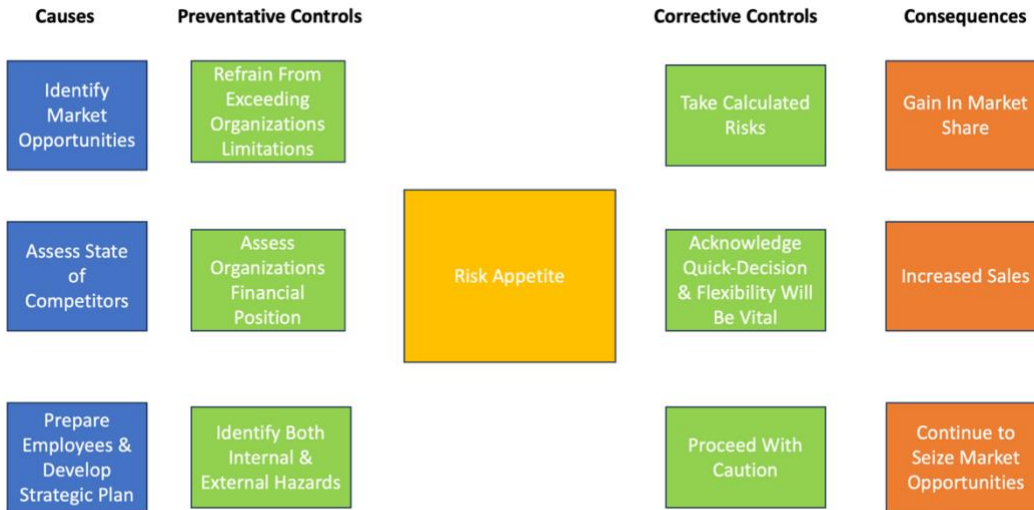 Causes
Preventative Controls
Corrective Controls
Consequences
Identify
Market
Opportunities
Refrain From
Exceeding
Organizations
Limitations
Take Calculated
Risks
Gain In Market
Share
Assess State
of
Competitors
Assess
Organizations
Financial
Position
Risk Appetite
Acknowledge
Quick-Decision
& Flexibility Will
Be Vital
Increased Sales
Prepare
Employees &
Develop
Strategic Plan
Identify Both
Internal &
External Hazards
Proceed With
Caution
Continue to
Seize Market
Opportunities